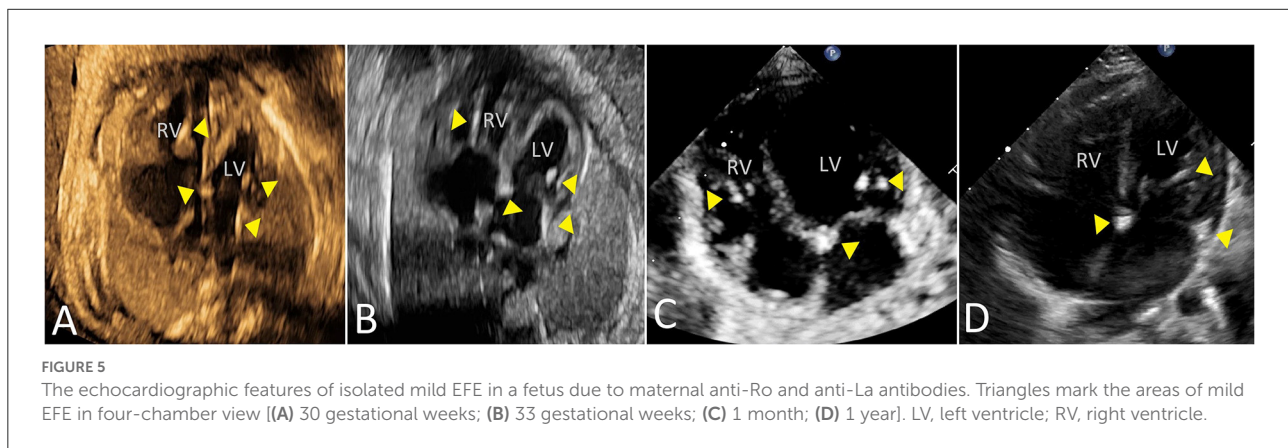 RV
LV
A
RV
LV
B
P
RV
LV
C
P
RV
LV
D
FIGURE 5
The echocardiographic features of isolated mild EFE in a fetus due to maternal anti-Ro and anti-La antibodies. Triangles mark the areas of mild
EFE in four-chamber view [(A) 30 gestational weeks; (B) 33 gestational weeks; (C) 1 month; (D) 1 year]. LV, left ventricle; RV, right ventricle.